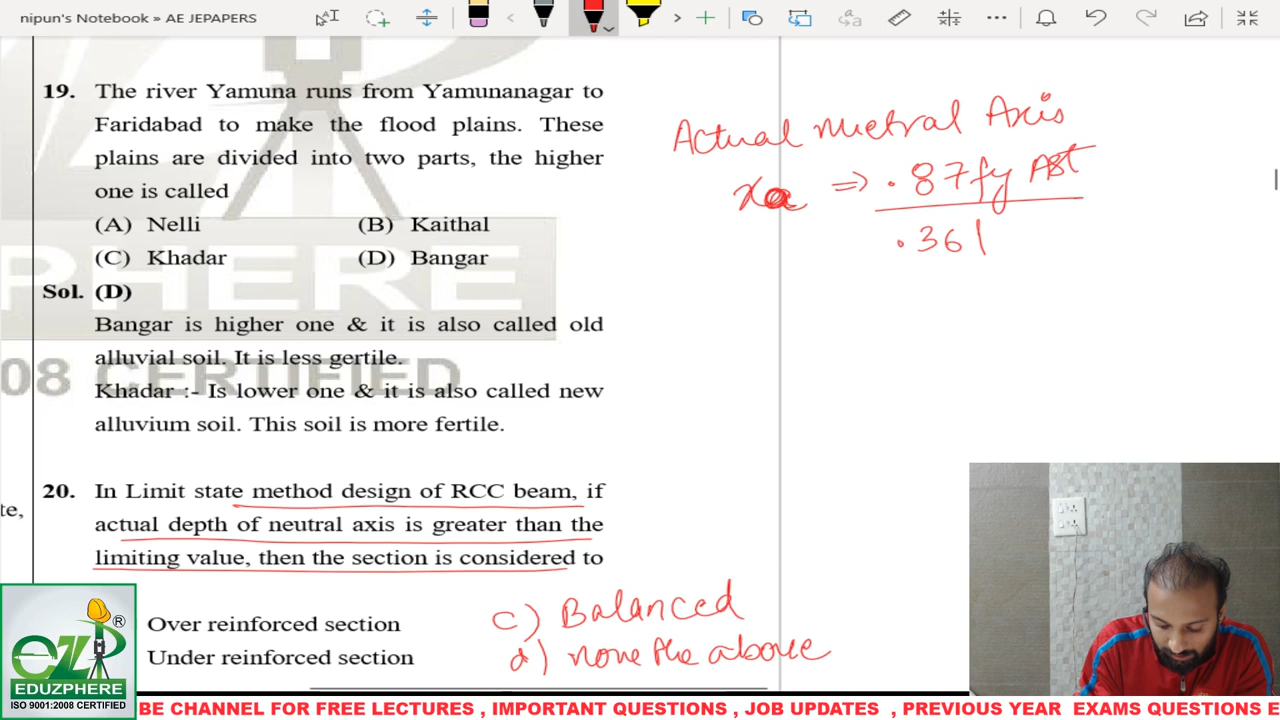 nipun's Notebook » AE JEPAPERS
19. The river Yamuna runs from Yamunanagar to
Faridabad to make the flood plains. These
plains are divided into two parts, the higher
one is called
(A) Nelli (B) Kaithal
(C) Khadar (D) Bangar
Sol. (D)
Bangar is higher one & it is also called old
alluvial soil. It is less gertile.
Khadar :- Is lower one & it is also called new
alluvium soil. This soil is more fertile.
20. In Limit state method design of RCC beam, if
te,
actual depth of neutral axis is greater than the
limiting value, then the section is considered to
Over reinforced section
Under reinforced section
c) Balanced
d) none the above
Actual Nuetral Axis
xa => .87fy Ast
.36
SPHERE
08 CERTIFIED
EZ
®
EDUZPHERE
ISO 9001:2008 CERTIFIED
BE CHANNEL FOR FREE LECTURES , IMPORTANT QUESTIONS , JOB UPDATES , PREVIOUS YEAR EXAMS QUESTIONS E